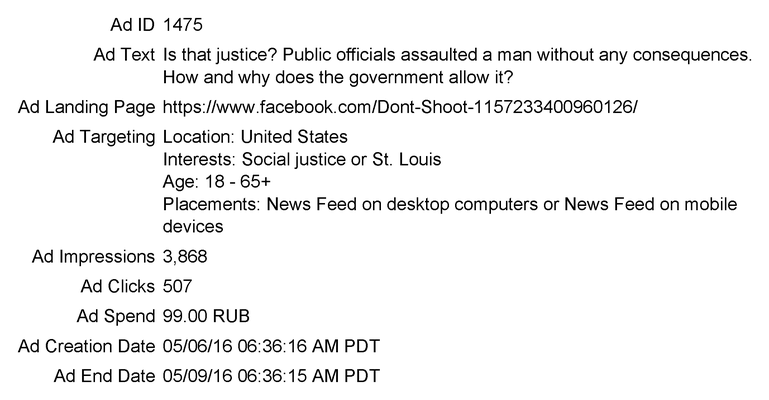 Ad ID 1475
Ad Text Is that justice? Public officials assaulted a man without any consequences.
How and why does the government allow it?
Ad Landing Page https://www.facebook.com/Dont-Shoot-1157233400960126/
Ad Targeting Location: United States
Interests: Social justice or St. Louis
Age: 18 - 65+
Placements: News Feed on desktop computers or News Feed on mobile
devices
Ad Impressions 3,868
Ad Clicks 507
Ad Spend 99.00 RUB
Ad Creation Date 05/06/16 06:36:16 AM PDT
Ad End Date 05/09/16 06:36:15 AM PDT